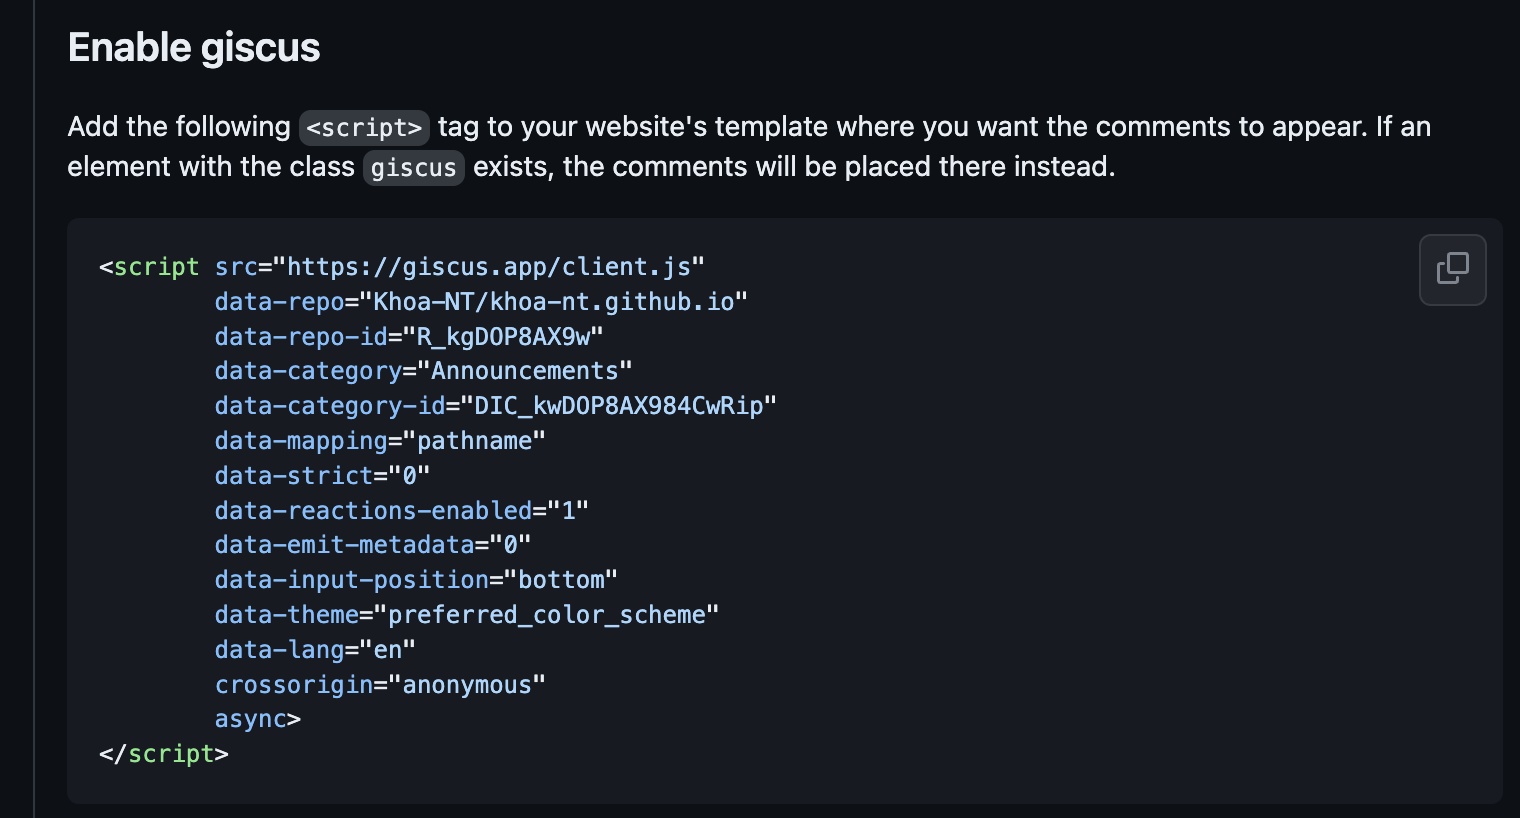 Enable giscus
Add the following <script> tag to your website's template where you want the comments to appear. If an
element with the class giscus exists, the comments will be placed there instead.
<script src="https://giscus.app/client.js"
data-repo="Khoa-NT/khoa-nt.github.io"
data-repo-id="R_kgDOP8AX9w"
data-category="Announcements"
data-category-id="DIC_kwDOP8AX984CwRip"
data-mapping="pathname"
data-strict="0"
data-reactions-enabled="1"
data-emit-metadata="0"
data-input-position="bottom"
data-theme="preferred_color_scheme"
data-lang="en"
crossorigin="anonymous"
async>
</script>